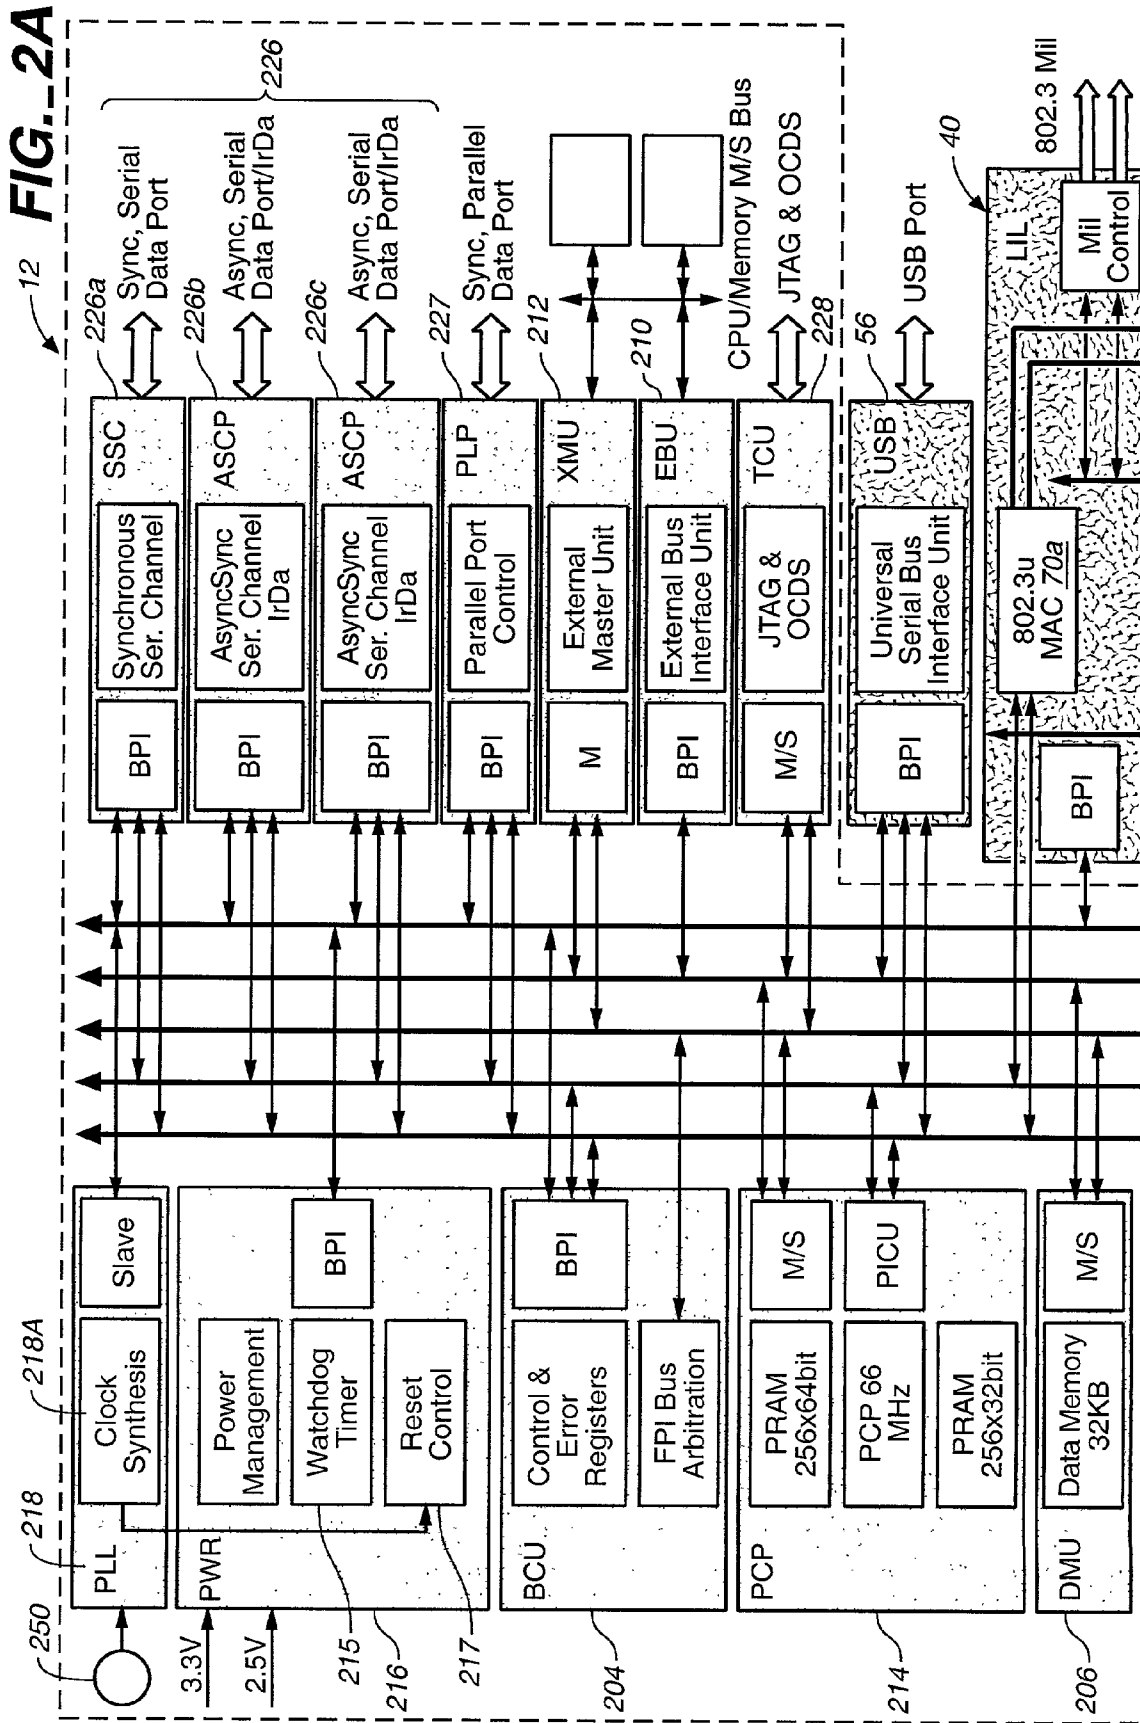 FIG._2A
12
226
226a
Sync, Serial
Data Port
226b
Async, Serial
Data Port/IrDa
226c
Async, Serial
Data Port/IrDa
227
Sync, Parallel
Data Port
212
210
CPU/Memory M/S Bus
JTAG & OCDS
228
56
USB Port
40
802.3 MiI
SSC
Synchronous
Ser. Channel
BPI
ASCP
AsyncSync
Ser. Channel
IrDa
BPI
ASCP
AsyncSync
Ser. Channel
IrDa
BPI
PLP
Parallel Port
Control
BPI
XMU
External
Master Unit
M
EBU
External Bus
Interface Unit
BPI
TCU
JTAG &
OCDS
M/S
USB
Universal
Serial Bus
Interface Unit
BPI
LIL
MiI
Control
802.3u
MAC 70a
BPI
250
218
218A
PLL
Clock
Synthesis
Slave
3.3V
2.5V
PWR
Power
Management
Watchdog
Timer
Reset
Control
BPI
215
216
217
BCU
Control &
Error
Registers
BPI
FPI Bus
Arbitration
204
PCP
PRAM
256x64bit
M/S
PCP 66
MHz
PICU
PRAM
256x32bit
214
DMU
Data Memory
32KB
M/S
206